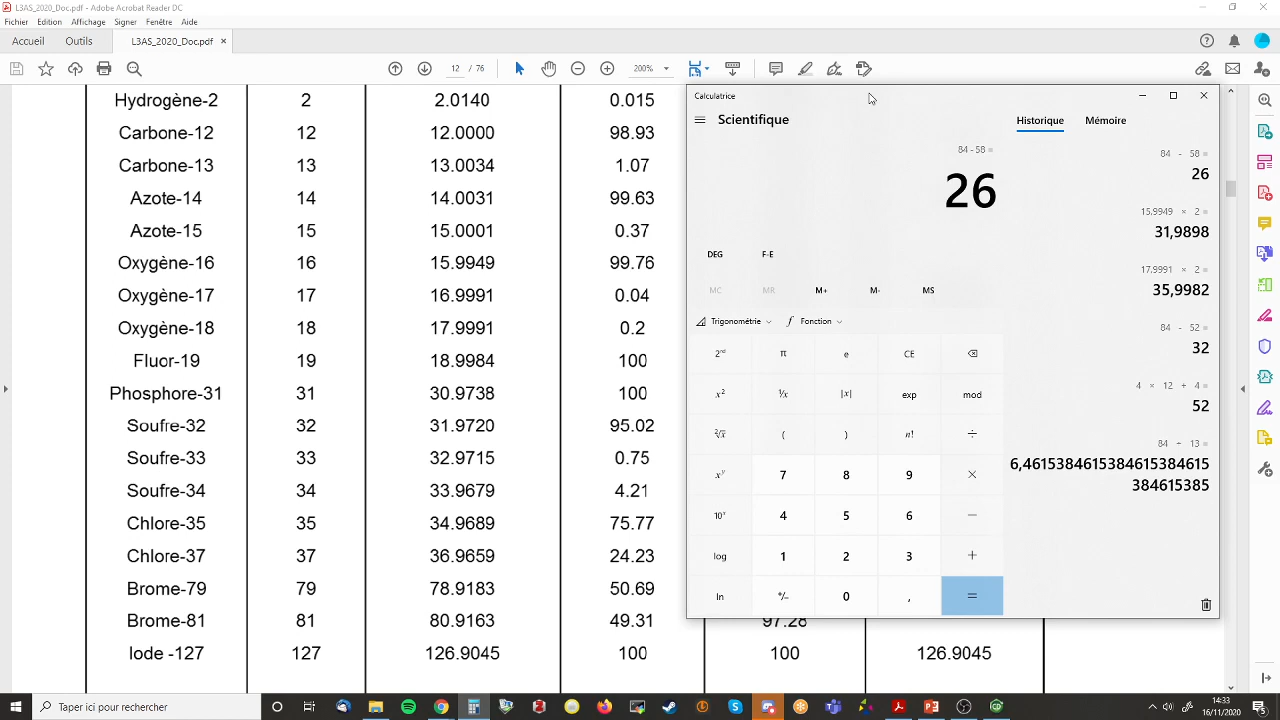 L3AS_2020_Doc.pdf - Adobe Acrobat Reader DC
Fichier Edition Affichage Signer Fenêtre Aide
Accueil Outils L3AS_2020_Doc.pdf ×
12 / 76 200%
Hydrogène-2 2 2.0140 0.015
Carbone-12 12 12.0000 98.93
Carbone-13 13 13.0034 1.07
Azote-14 14 14.0031 99.63
Azote-15 15 15.0001 0.37
Oxygène-16 16 15.9949 99.76
Oxygène-17 17 16.9991 0.04
Oxygène-18 18 17.9991 0.2
Fluor-19 19 18.9984 100
Phosphore-31 31 30.9738 100
Soufre-32 32 31.9720 95.02
Soufre-33 33 32.9715 0.75
Soufre-34 34 33.9679 4.21
Chlore-35 35 34.9689 75.77
Chlore-37 37 36.9659 24.23
Brome-79 79 78.9183 50.69
Brome-81 81 80.9163 49.31 97.28
Iode -127 127 126.9045 100 100 126.9045
Calculatrice
Scientifique
84 - 58 =
26
DEG F-E
MC MR M+ M- MS
Trigonométrie Fonction
2ⁿᵈ π e CE
x² ¹/x |x| exp mod
²√x ( ) n! ÷
xʸ 7 8 9 ×
10ˣ 4 5 6 −
log 1 2 3 +
ln +/− 0 , =
Historique Mémoire
84 - 58 =
26
15.9949 × 2 =
31,9898
17.9991 × 2 =
35,9982
84 - 52 =
32
4 × 12 + 4 =
52
84 ÷ 13 =
6,4615384615384615384615
384615385
Taper ici pour rechercher
14:33
16/11/2020